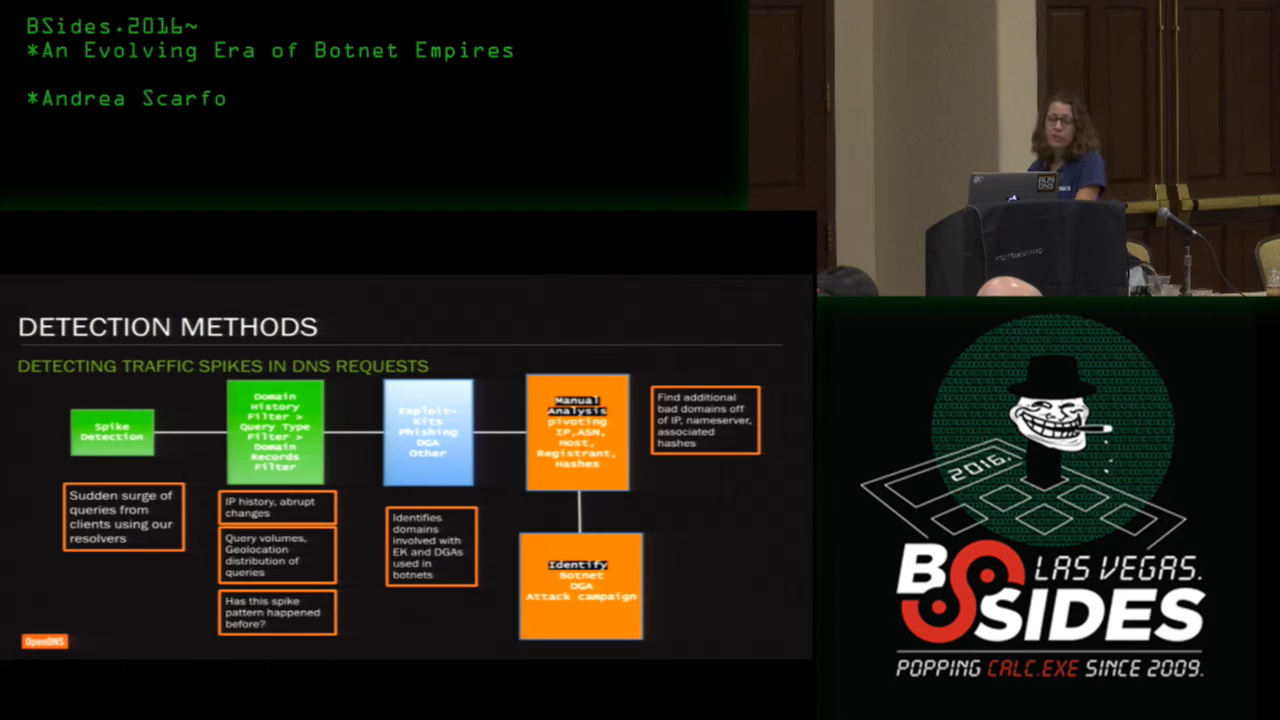 BSides.2016~
*An Evolving Era of Botnet Empires
*Andrea Scarfo
DETECTION METHODS
DETECTING TRAFFIC SPIKES IN DNS REQUESTS
Spike
Detection
Sudden surge of
queries from
clients using our
resolvers
Domain
History
Filter >
Query Type
Filter >
Domain
Records
Filter
IP history, abrupt
changes
Query volumes,
Geolocation
distribution of
queries
Has this spike
pattern happened
before?
Exploit-
Kits
Phishing
DGA
Other
Identifies
domains
involved with
EK and DGAs
used in
botnets
Manual
Analysis
pivoting
IP,ASN,
Host,
Registrant,
Hashes
Identify
Botnet
DGA
Attack campaign
Find additional
bad domains off
of IP, nameserver,
associated
hashes
OpenDNS
2016.
BSIDES
LAS VEGAS.
POPPING CALC.EXE SINCE 2009.